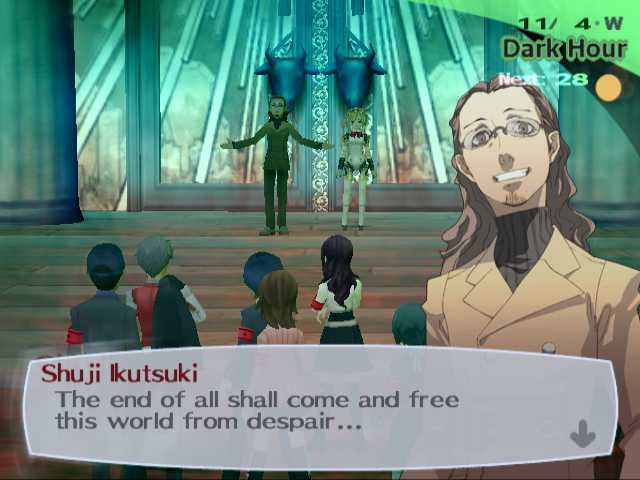 11/ 4・W
Dark Hour
Next: 28
Shuji Ikutsuki
The end of all shall come and free
this world from despair...